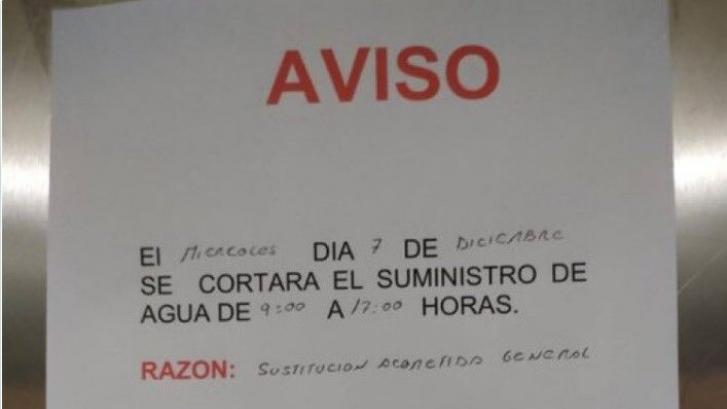 AVISO
El MIERCOLES DIA 7 DE DICIEMBRE
SE CORTARA EL SUMINISTRO DE
AGUA DE 9:00 A 17:00 HORAS.
RAZON: SUSTITUCION ACOMETIDA GENERAL